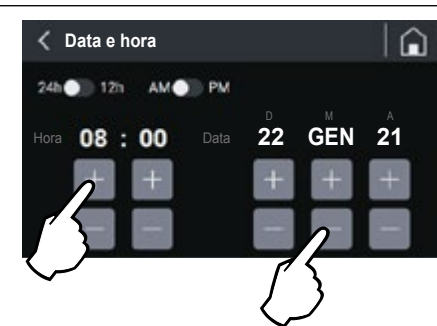 Data e hora
24h 12h AM PM
D M A
Hora 08 : 00 Data 22 GEN 21
+ + + + +
− − − − −